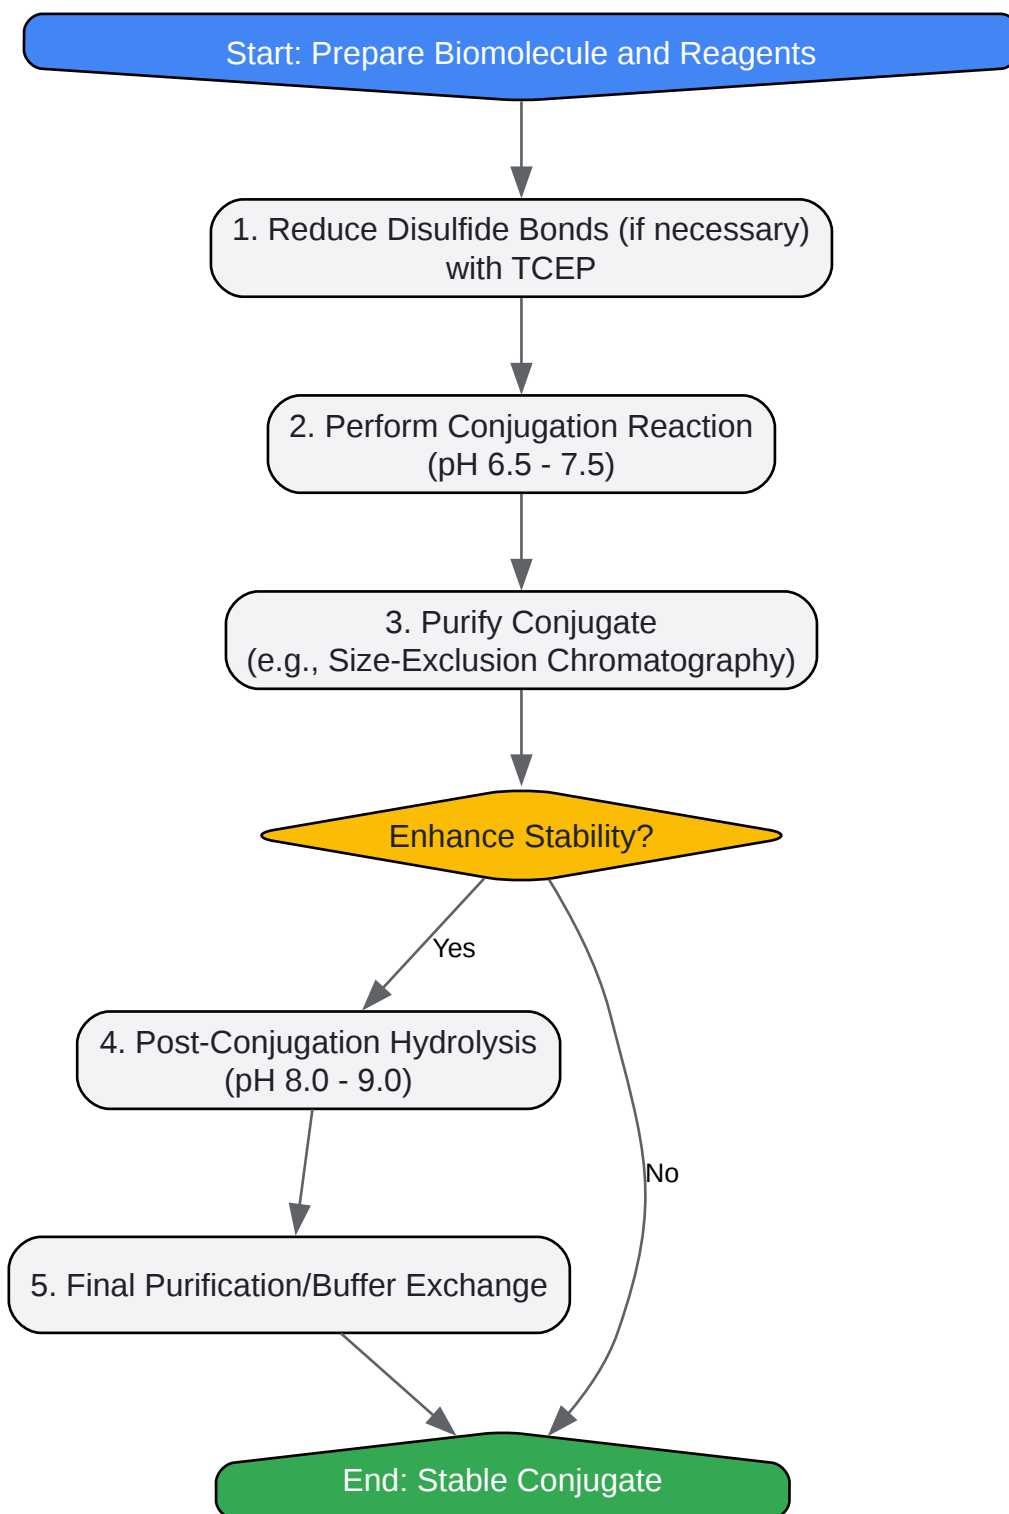 Start: Prepare Biomolecule and Reagents
1. Reduce Disulfide Bonds (if necessary)
with TCEP
2. Perform Conjugation Reaction
(pH 6.5 - 7.5)
3. Purify Conjugate
(e.g., Size-Exclusion Chromatography)
Enhance Stability?
Yes
4. Post-Conjugation Hydrolysis
(pH 8.0 - 9.0)
No
5. Final Purification/Buffer Exchange
End: Stable Conjugate